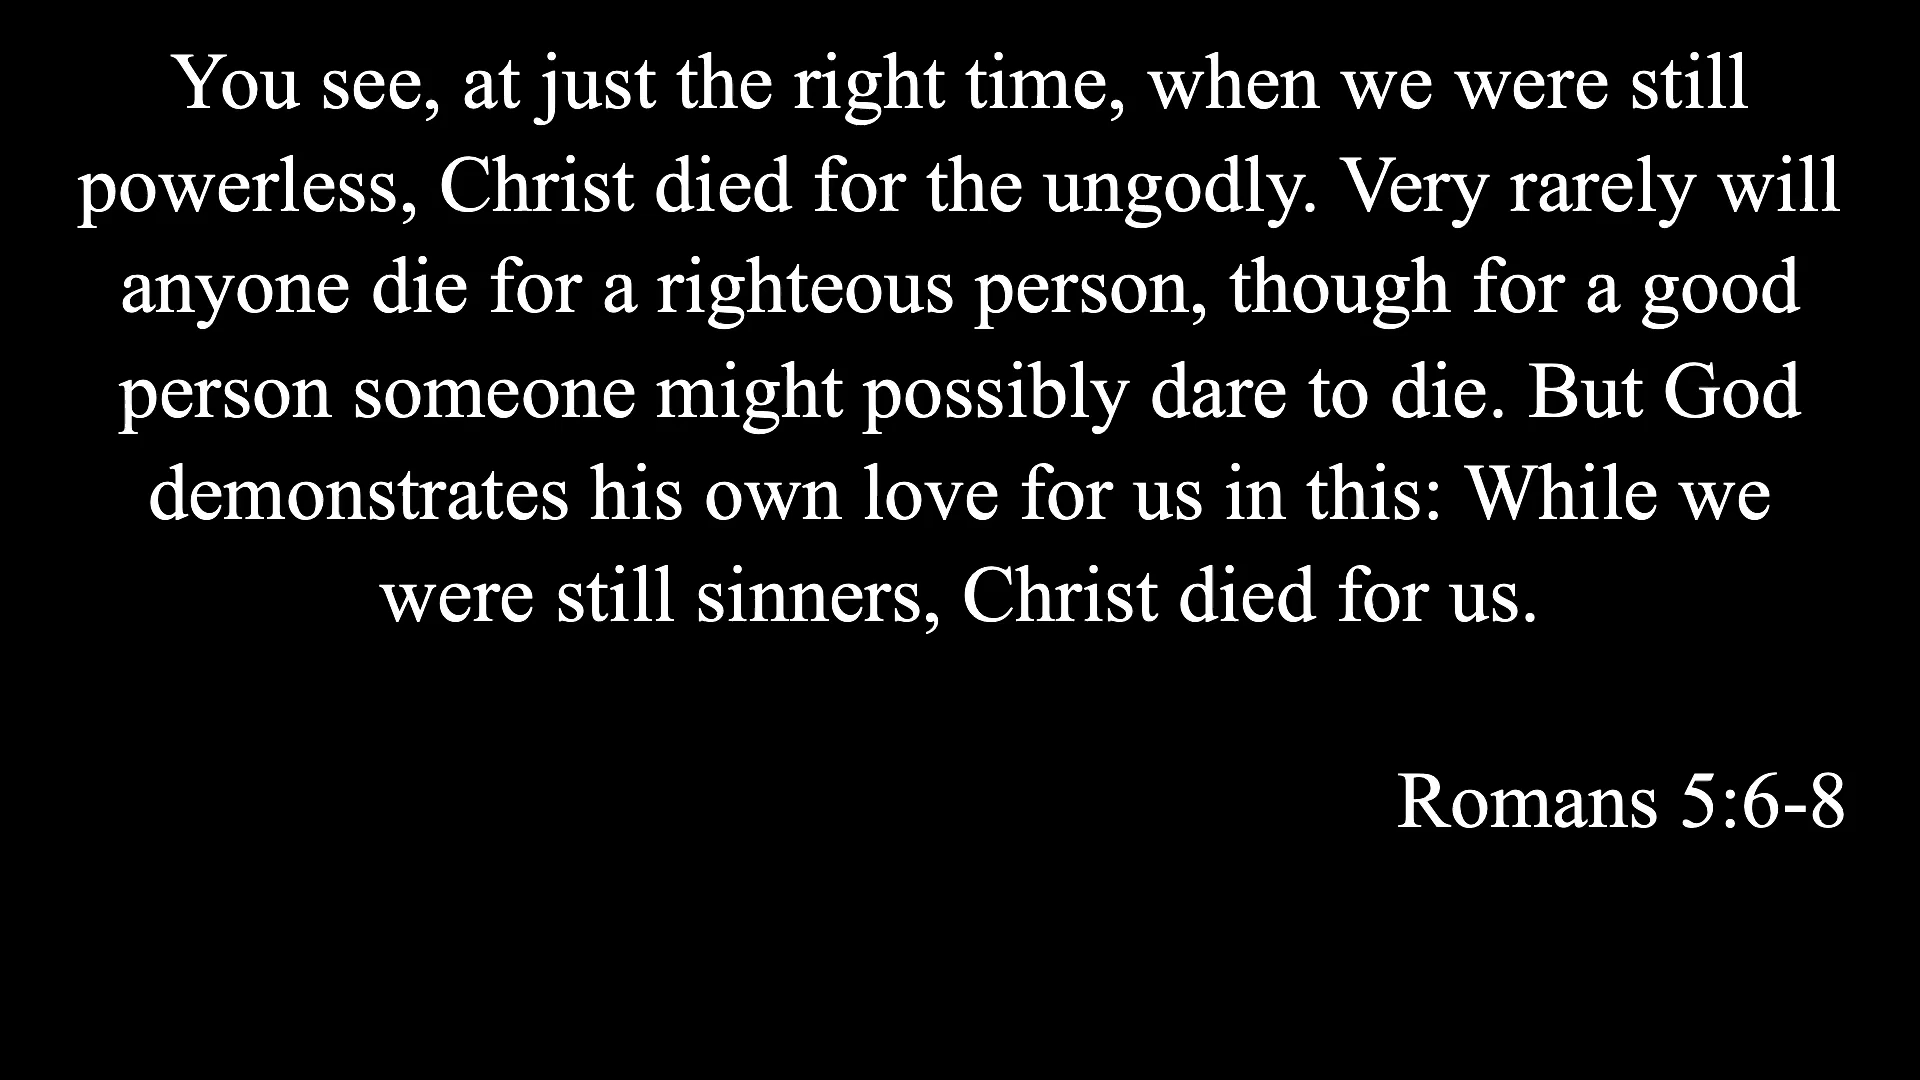 You see, at just the right time, when we were still
powerless, Christ died for the ungodly. Very rarely will
anyone die for a righteous person, though for a good
person someone might possibly dare to die. But God
demonstrates his own love for us in this: While we
were still sinners, Christ died for us.
Romans 5:6-8